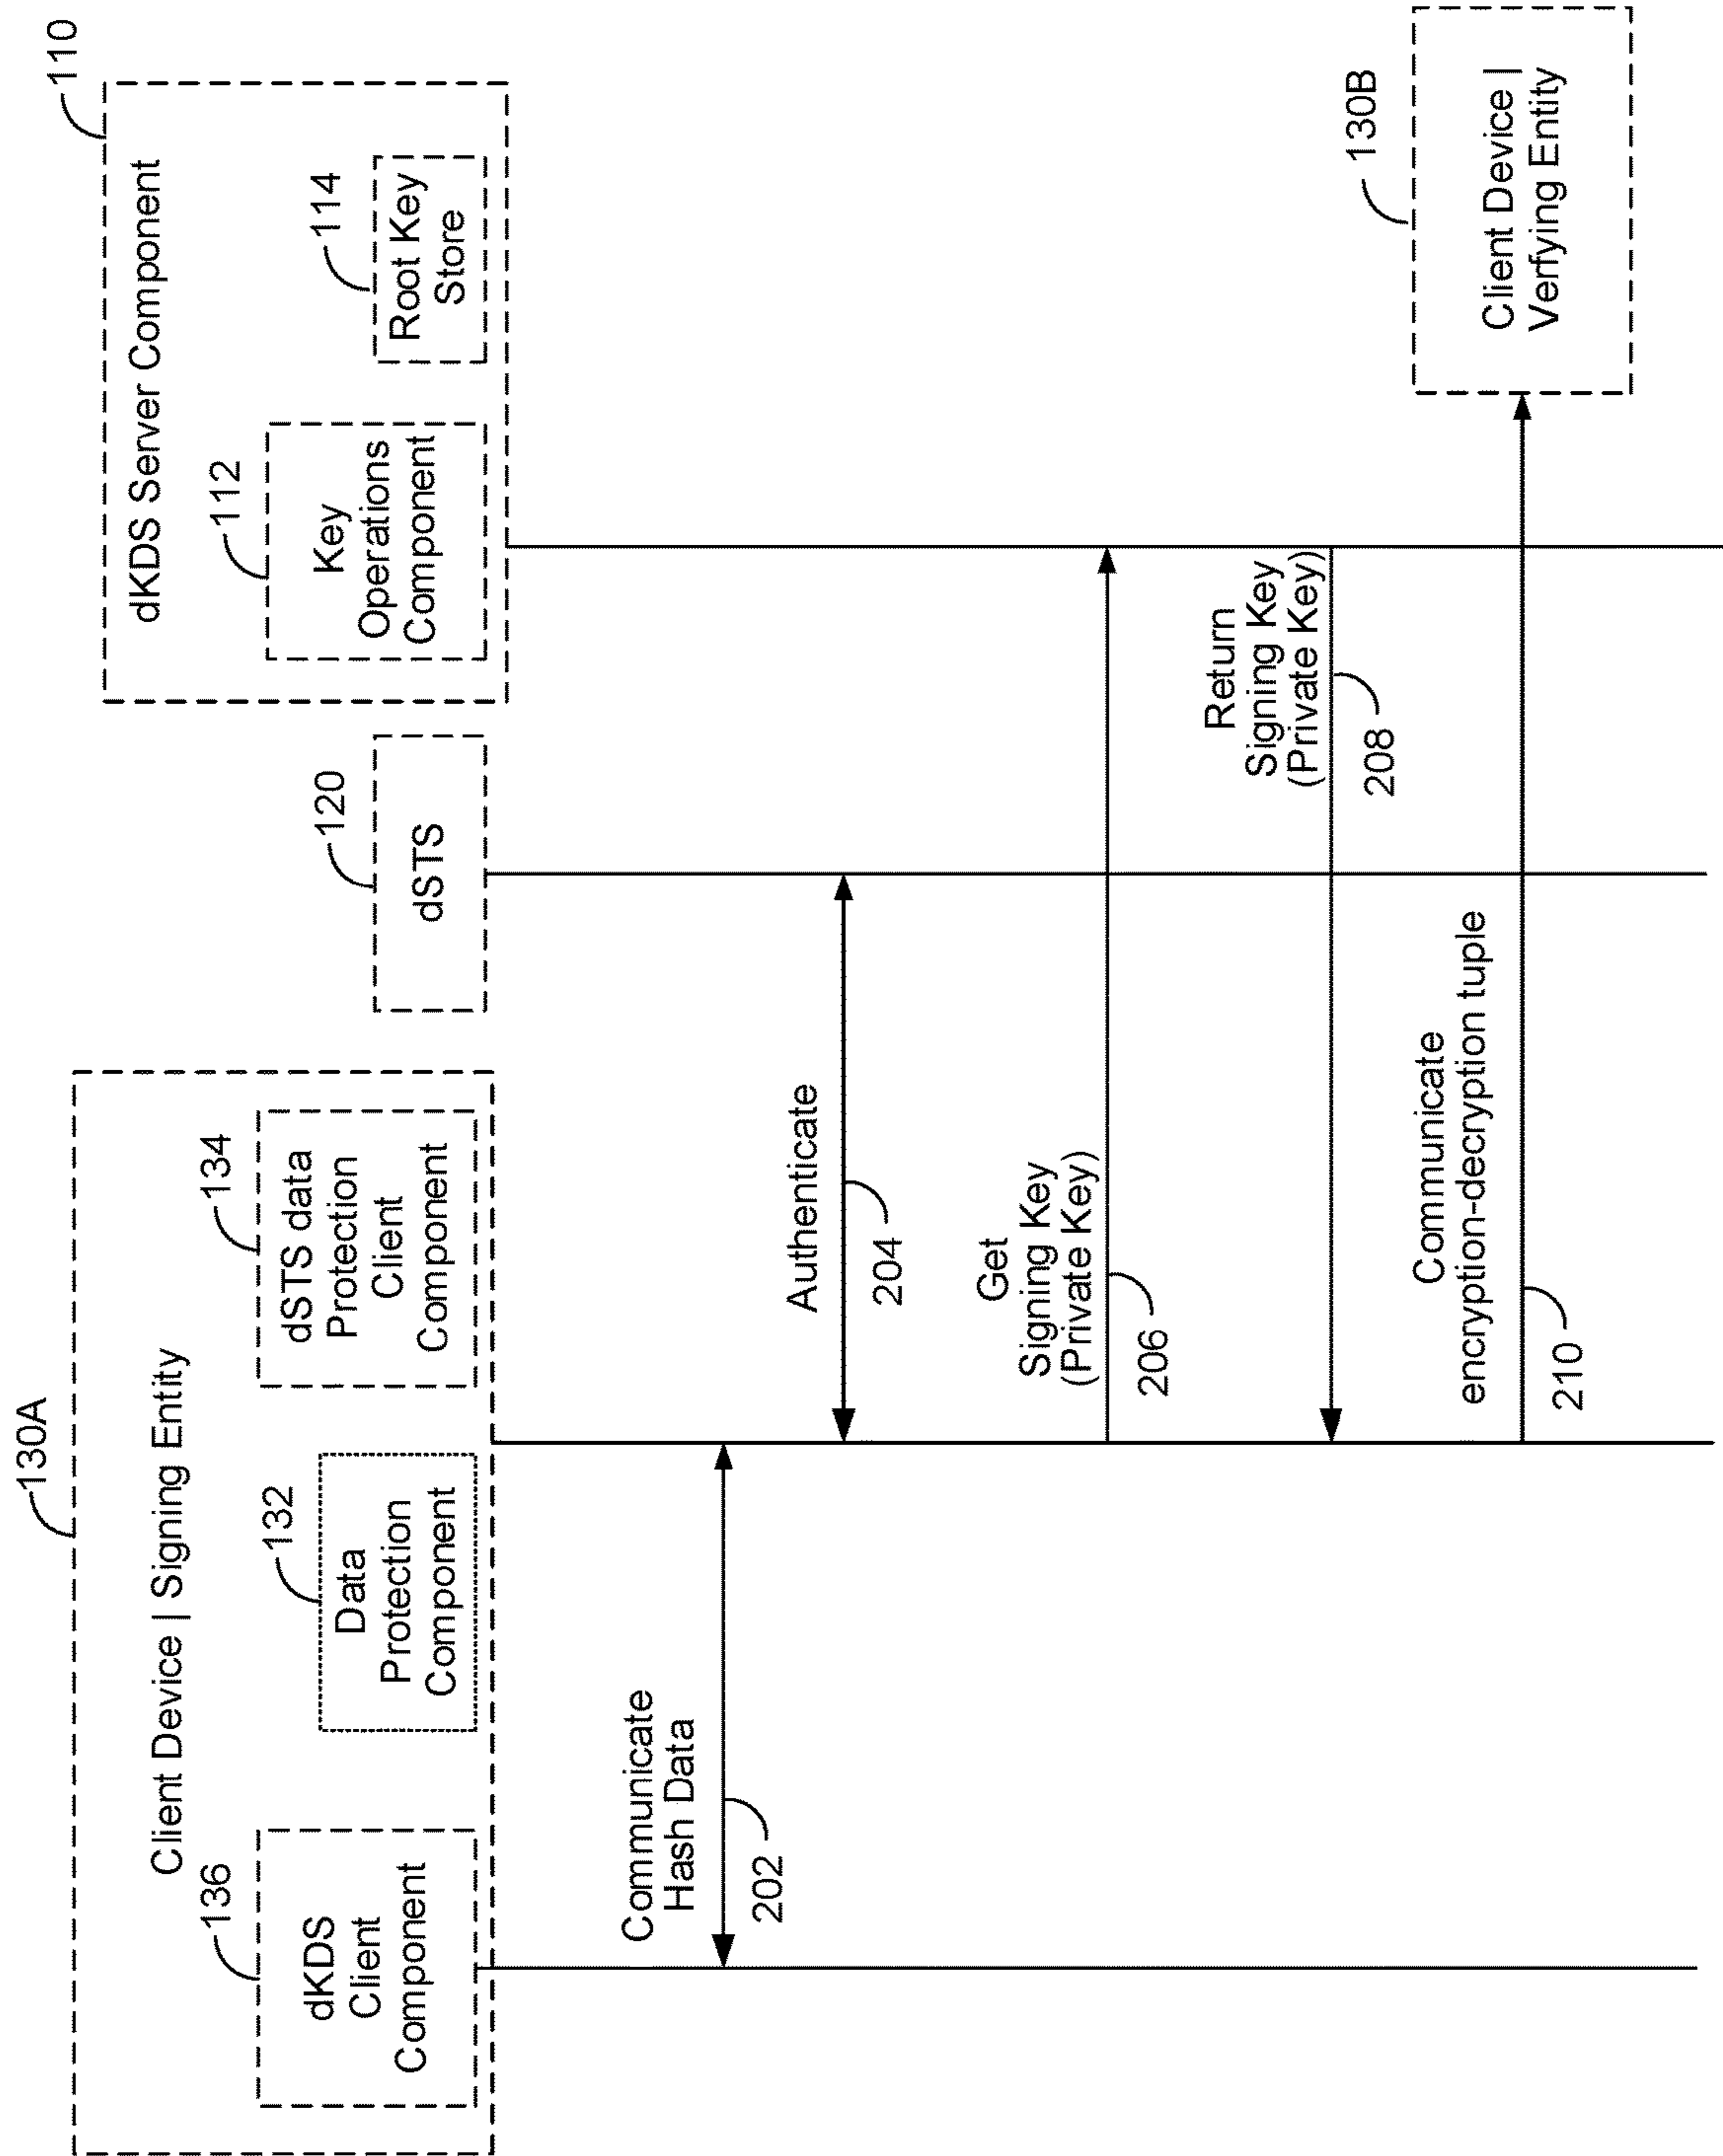 130A
Client Device | Signing Entity
136
dKDS
Client
Component
132
Data
Protection
Component
134
dSTS data
Protection
Client
Component
120
dSTS
110
dKDS Server Component
112
Key
Operations
Component
114
Root Key
Store
Communicate
Hash Data
202
Authenticate
204
Get
Signing Key
(Private Key)
206
Return
Signing Key
(Private Key)
208
Communicate
encryption-decryption tuple
210
130B
Client Device |
Verfying Entity